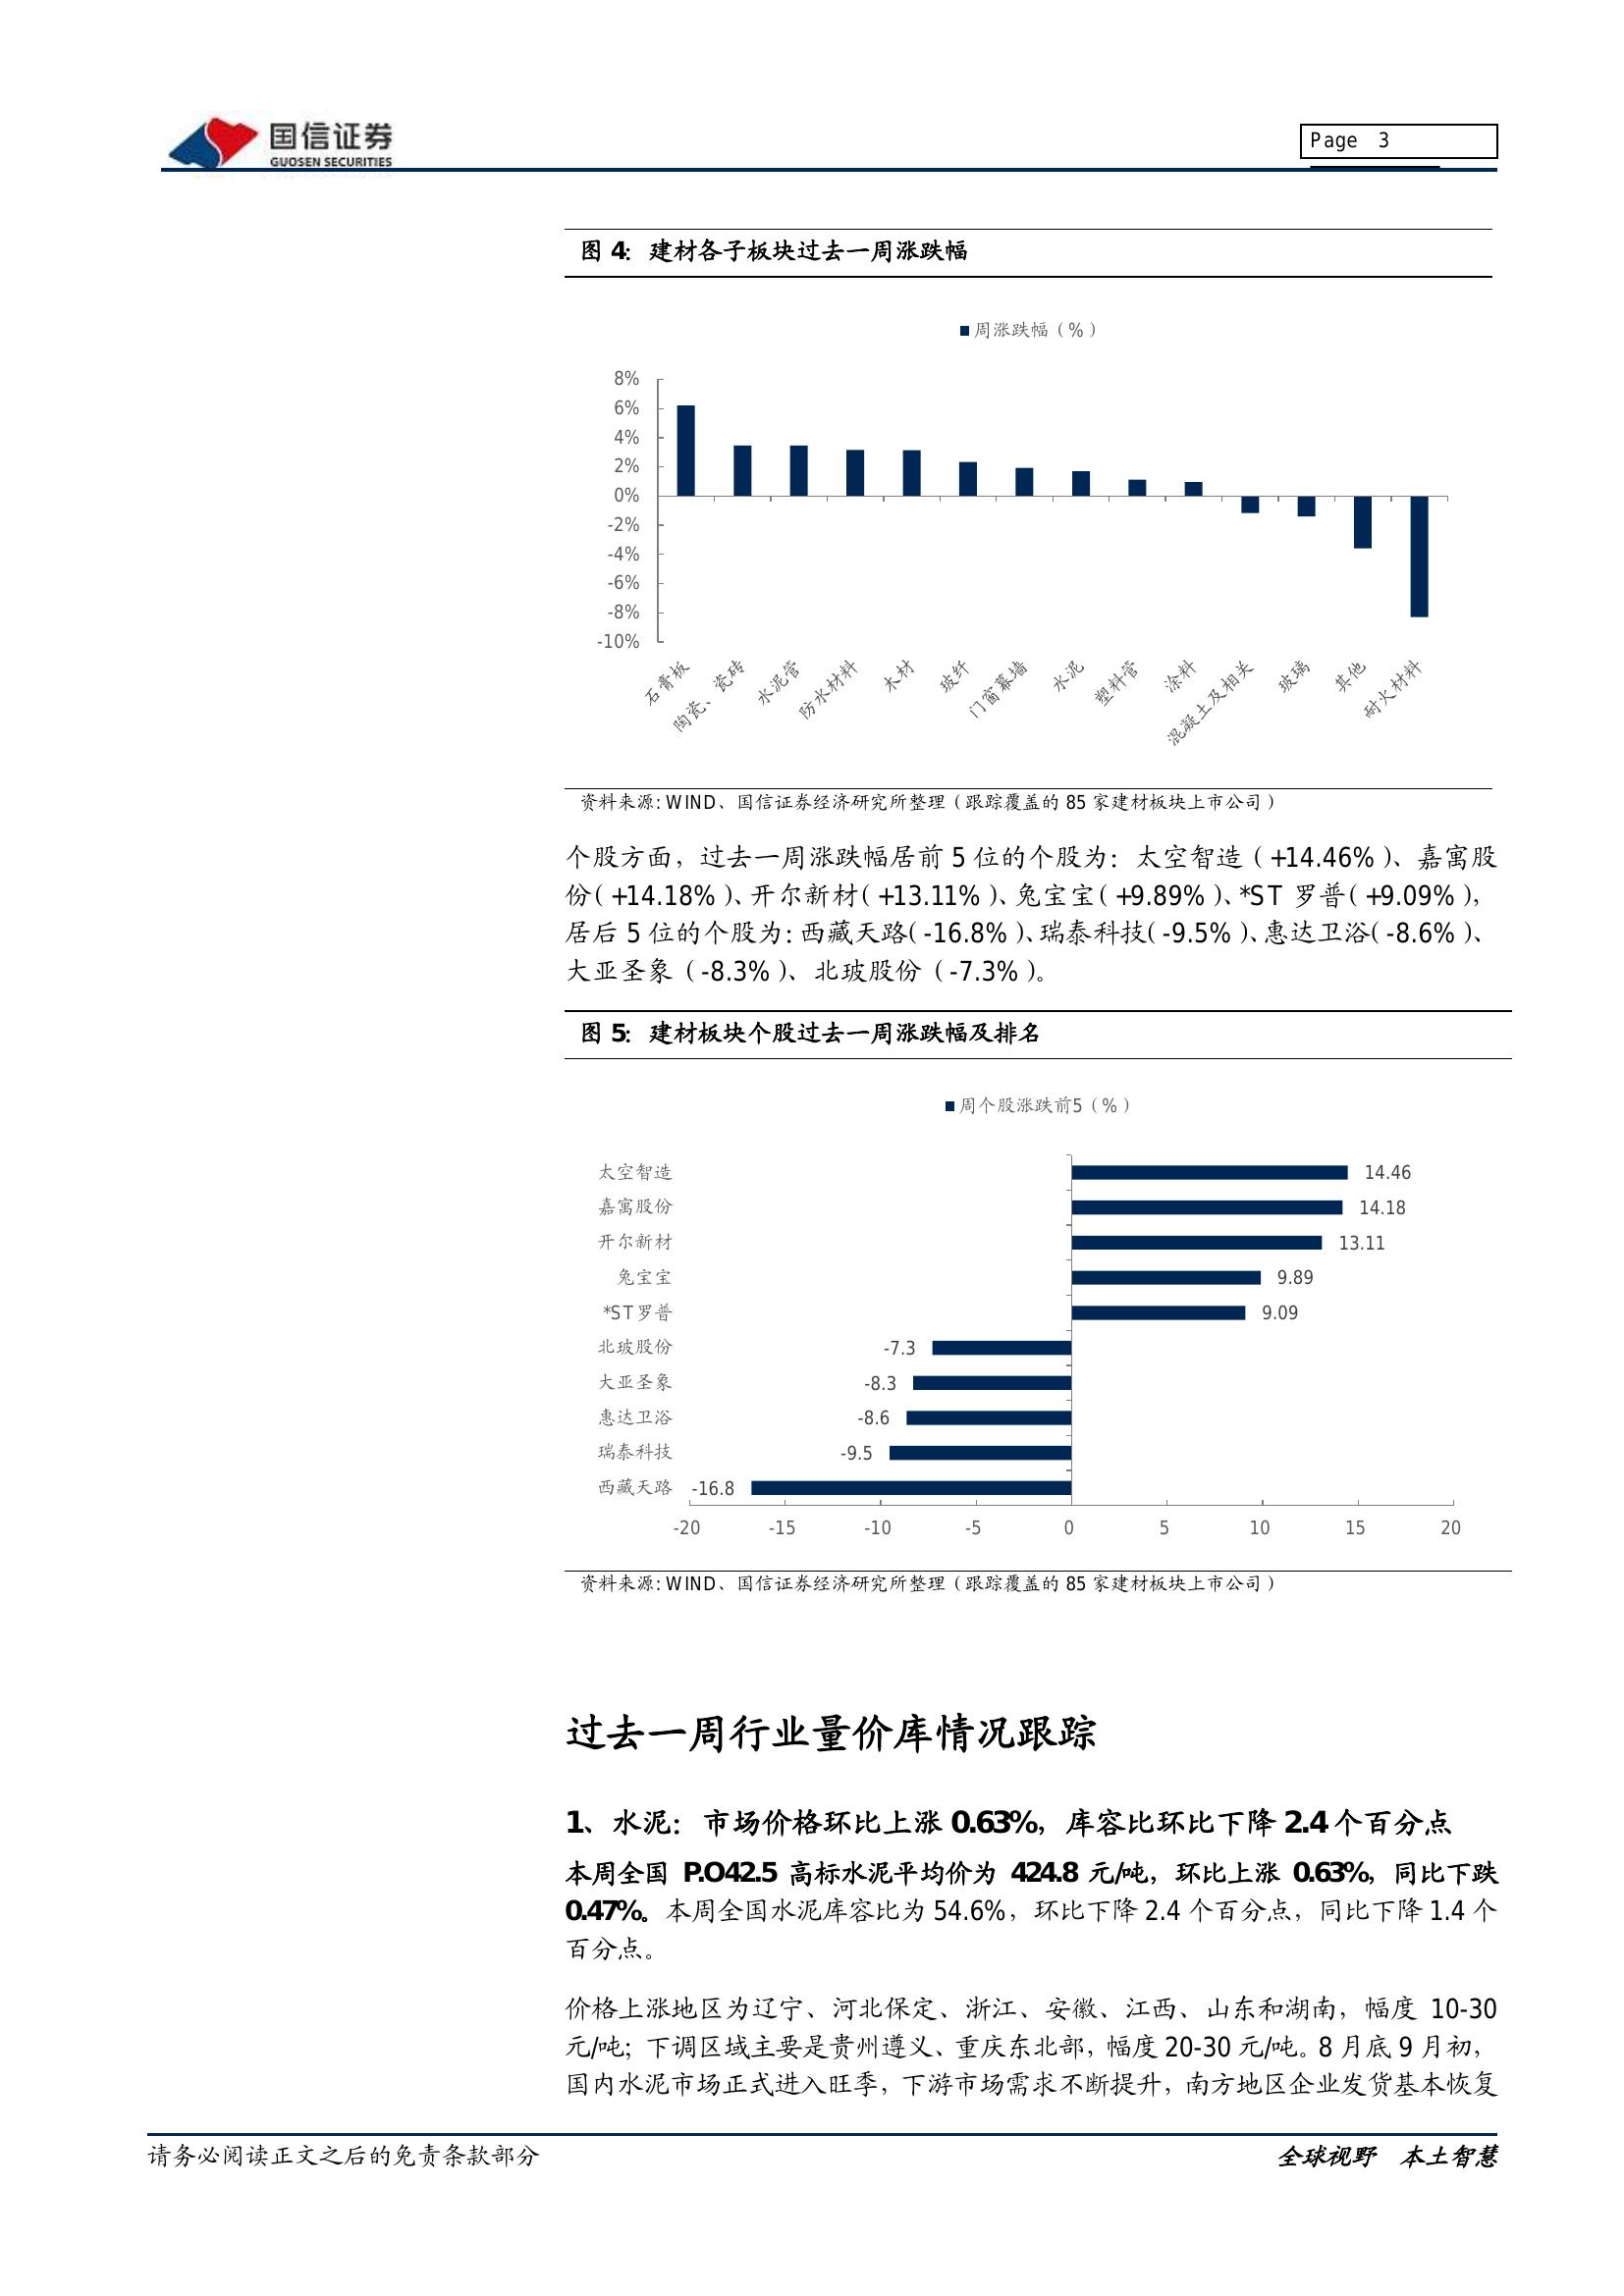 国信证券
GUOSEN SECURITIES
Page 3
图 4：建材各子板块过去一周涨跌幅
周涨跌幅（%）
8%
6%
4%
2%
0%
-2%
-4%
-6%
-8%
-10%
石膏板
陶瓷、瓷砖
水泥管
防水材料
木材
玻纤
门窗幕墙
水泥
塑料管
涂料
混凝土及相关
玻璃
其他
耐火材料
资料来源: WIND、国信证券经济研究所整理（跟踪覆盖的 85 家建材板块上市公司）
个股方面，过去一周涨跌幅居前 5 位的个股为：太空智造（+14.46%）、嘉寓股
份（+14.18%）、开尔新材（+13.11%）、兔宝宝（+9.89%）、*ST 罗普（+9.09%），
居后 5 位的个股为：西藏天路（-16.8%）、瑞泰科技（-9.5%）、惠达卫浴（-8.6%）、
大亚圣象（-8.3%）、北玻股份（-7.3%）。
图 5：建材板块个股过去一周涨跌幅及排名
周个股涨跌前5（%）
太空智造 14.46
嘉寓股份 14.18
开尔新材 13.11
兔宝宝 9.89
*ST罗普 9.09
北玻股份 -7.3
大亚圣象 -8.3
惠达卫浴 -8.6
瑞泰科技 -9.5
西藏天路 -16.8
-20 -15 -10 -5 0 5 10 15 20
资料来源: WIND、国信证券经济研究所整理（跟踪覆盖的 85 家建材板块上市公司）
过去一周行业量价库情况跟踪
1、水泥：市场价格环比上涨 0.63%，库容比环比下降 2.4 个百分点
本周全国 P.O42.5 高标水泥平均价为 424.8 元/吨，环比上涨 0.63%，同比下跌
0.47%。本周全国水泥库容比为 54.6%，环比下降 2.4 个百分点，同比下降 1.4 个
百分点。
价格上涨地区为辽宁、河北保定、浙江、安徽、江西、山东和湖南，幅度 10-30
元/吨；下调区域主要是贵州遵义、重庆东北部，幅度 20-30 元/吨。8 月底 9 月初，
国内水泥市场正式进入旺季，下游市场需求不断提升，南方地区企业发货基本恢复
请务必阅读正文之后的免责条款部分
全球视野 本土智慧